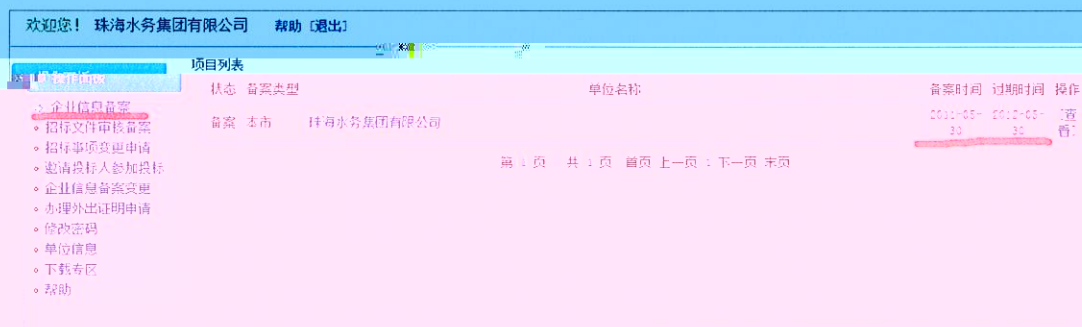 欢迎您! 珠海水务集团有限公司 帮助 [退出]
项目列表
状态 备案类型 单位名称 备案时间 过期时间 操作
备案 本市 珠海水务集团有限公司 2011-05-30 2012-05-30 [查看]
第 1 页 共 1 页 首页 上一页 1 下一页 末页
企业信息备案
招标文件审核备案
招标事项变更申请
邀请投标人参加投标
企业信息备案变更
办理外出证明申请
修改密码
单位信息
下载专区
帮助